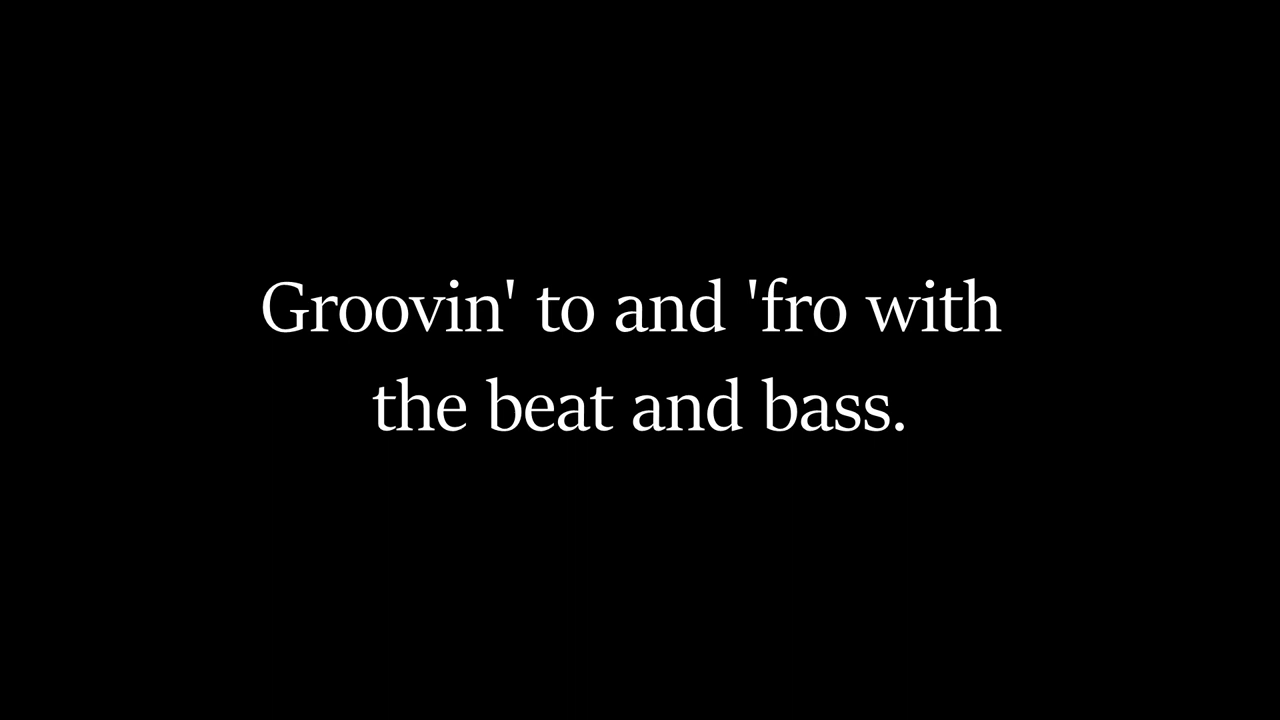 Groovin' to and 'fro with
the beat and bass.